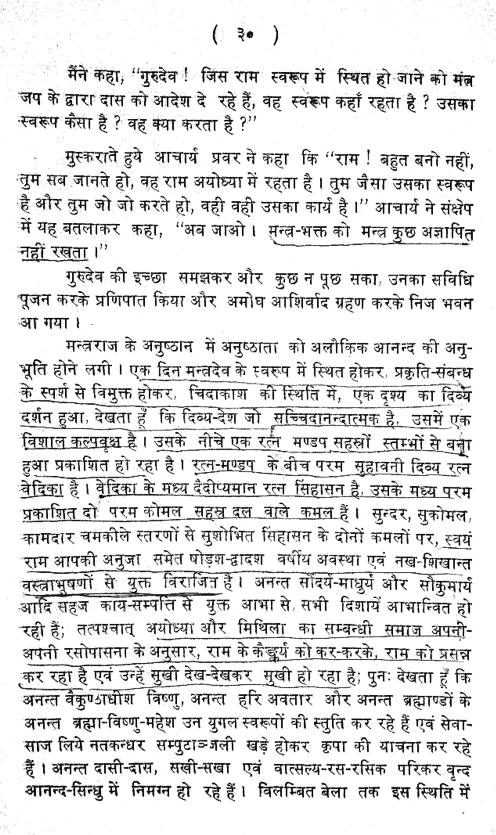 ( ३० )
मैंने कहा, "गुरुदेव ! जिस राम स्वरूप में स्थित हो जाने को मंत्र
जप के द्वारा दास को आदेश दे रहे हैं, वह स्वरूप कहाँ रहता है ? उसका
स्वरूप कैसा है ? वह क्या करता है ?"
मुस्कराते हुये आचार्य प्रवर ने कहा कि "राम ! बहुत बनो नहीं,
तुम सब जानते हो, वह राम अयोध्या में रहता है । तुम जैसा उसका स्वरूप
है और तुम जो जो करते हो, वही वही उसका कार्य है ।" आचार्य ने संक्षेप
में यह बतलाकर कहा, "अब जाओ । मन्त्र-भक्त को मन्त्र कुछ अज्ञापित
नहीं रखता ।"
गुरुदेव की इच्छा समझकर और कुछ न पूछ सका, उनका सविधि
पूजन करके प्रणिपात किया और अमोघ आशिर्वाद ग्रहण करके निज भवन
आ गया ।
मन्त्रराज के अनुष्ठान में अनुष्ठाता को अलौकिक आनन्द की अनु-
भूति होने लगी । एक दिन मन्त्रदेव के स्वरूप में स्थित होकर, प्रकृति-संबन्ध
के स्पर्श से विमुक्त होकर, चिदाकाश की स्थिति में, एक दृश्य का दिव्य
दर्शन हुआ, देखता हूँ कि दिव्य-देश जो सच्चिदानन्दात्मक है, उसमें एक
विशाल कल्पवृक्ष है । उसके नीचे एक रत्न मण्डप सहस्रों स्तम्भों से बना
हुआ प्रकाशित हो रहा है । रत्न-मण्डप के बीच परम सुहावनी दिव्य रत्न
वेदिका है । वेदिका के मध्य दैदीप्यमान रत्न सिंहासन है, उसके मध्य परम
प्रकाशित दो परम कोमल सहस्र दल वाले कमल हैं । सुन्दर, सुकोमल,
कामदार चमकीले स्तरणों से सुशोभित सिंहासन के दोनों कमलों पर, स्वयं
राम आपकी अनुजा समेत षोड़श-द्वादश वर्षीय अवस्था एवं नख-शिखान्त
वस्त्राभूषणों से युक्त विराजित हैं । अनन्त सौंदर्य-माधुर्य और सौकुमार्य
आदि सहज काय-सम्पत्ति से युक्त आभा से, सभी दिशायें आभान्वित हो
रही हैं; तत्पश्चात् अयोध्या और मिथिला का सम्बन्धी समाज अपनी-
अपनी रसोपासना के अनुसार, राम के कैङ्कर्य को कर-करके, राम को प्रसन्न
कर रहा है एवं उन्हें सुखी देख-देखकर सुखी हो रहा है; पुनः देखता हूँ कि
अनन्त वैकुण्ठाधीश विष्णु, अनन्त हरि अवतार और अनन्त ब्रह्माण्डों के
अनन्त ब्रह्मा-विष्णु-महेश उन युगल स्वरूपों की स्तुति कर रहे हैं एवं सेवा-
साज लिये नतकन्धर सम्पुटाञ्जली खड़े होकर कृपा की याचना कर रहे
हैं । अनन्त दासी-दास, सखी-सखा एवं वात्सल्य-रस-रसिक परिकर वृन्द
आनन्द-सिन्धु में निमग्न हो रहे हैं । विलम्बित बेला तक इस स्थिति में